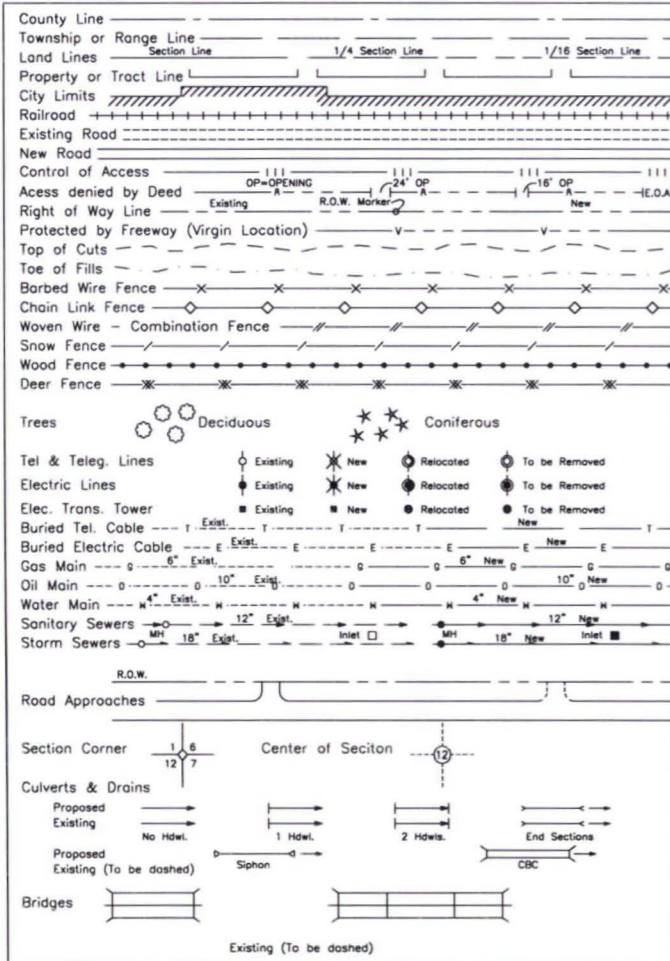 County Line
Township or Range Line
Land Lines Section Line 1/4 Section Line 1/16 Section Line
Property or Tract Line
City Limits
Railroad
Existing Road
New Road
Control of Access
Acess denied by Deed OP=OPENING A 24' OP A 16' OP A E.O.A
Right of Way Line Existing R.O.W. Marker New
Protected by Freeway (Virgin Location) V V
Top of Cuts
Toe of Fills
Barbed Wire Fence
Chain Link Fence
Woven Wire - Combination Fence
Snow Fence
Wood Fence
Deer Fence
Trees Deciduous Coniferous
Tel & Teleg. Lines Existing New Relocated To be Removed
Electric Lines Existing New Relocated To be Removed
Elec. Trans. Tower Existing New Relocated To be Removed
Buried Tel. Cable T Exist. T T T New T
Buried Electric Cable E Exist. E E E New E
Gas Main G 6" Exist. G G 6" New G G
Oil Main O 10" Exist. O O O 10" New O
Water Main W 4" Exist. W W W W 4" New W W
Sanitary Sewers 12" Exist. 12" New
Storm Sewers MH 18" Exist. Inlet MH 18" New Inlet
R.O.W.
Road Approaches
Section Corner 1 6 12 7 Center of Seciton 12
Culverts & Drains
Proposed
Existing
No Hdwl. 1 Hdwl. 2 Hdwls. End Sections
Proposed
Siphon CBC
Existing (To be dashed)
Bridges
Existing (To be dashed)